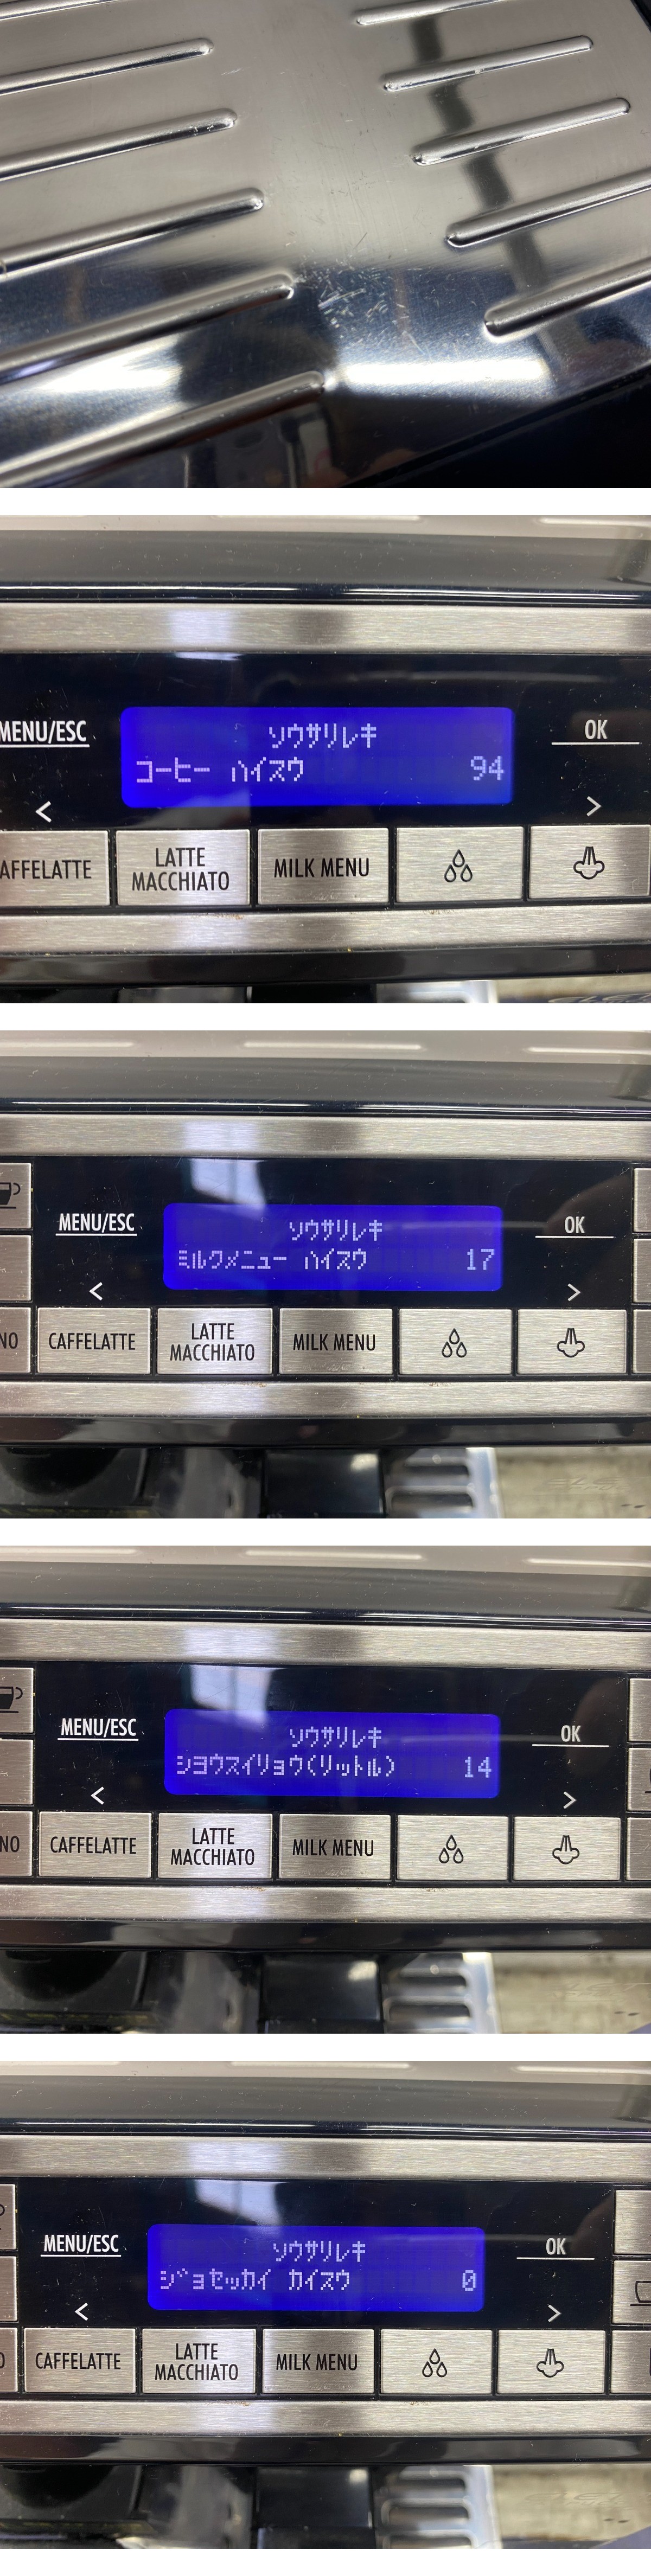 ソウサリレキ
MENU/ESC
OK
コーヒー ハイスウ 94
<
>
AFFELATTE
LATTE
MACCHIATO
MILK MENU
ソウサリレキ
MENU/ESC
OK
ミルクメニュー ハイスウ 17
<
>
NO
CAFFELATTE
LATTE
MACCHIATO
MILK MENU
ソウサリレキ
MENU/ESC
OK
シヨウスイリョウ(リットル) 14
<
>
NO
CAFFELATTE
LATTE
MACCHIATO
MILK MENU
ソウサリレキ
MENU/ESC
OK
ジョセッカイ カイスウ 0
<
>
O
CAFFELATTE
LATTE
MACCHIATO
MILK MENU